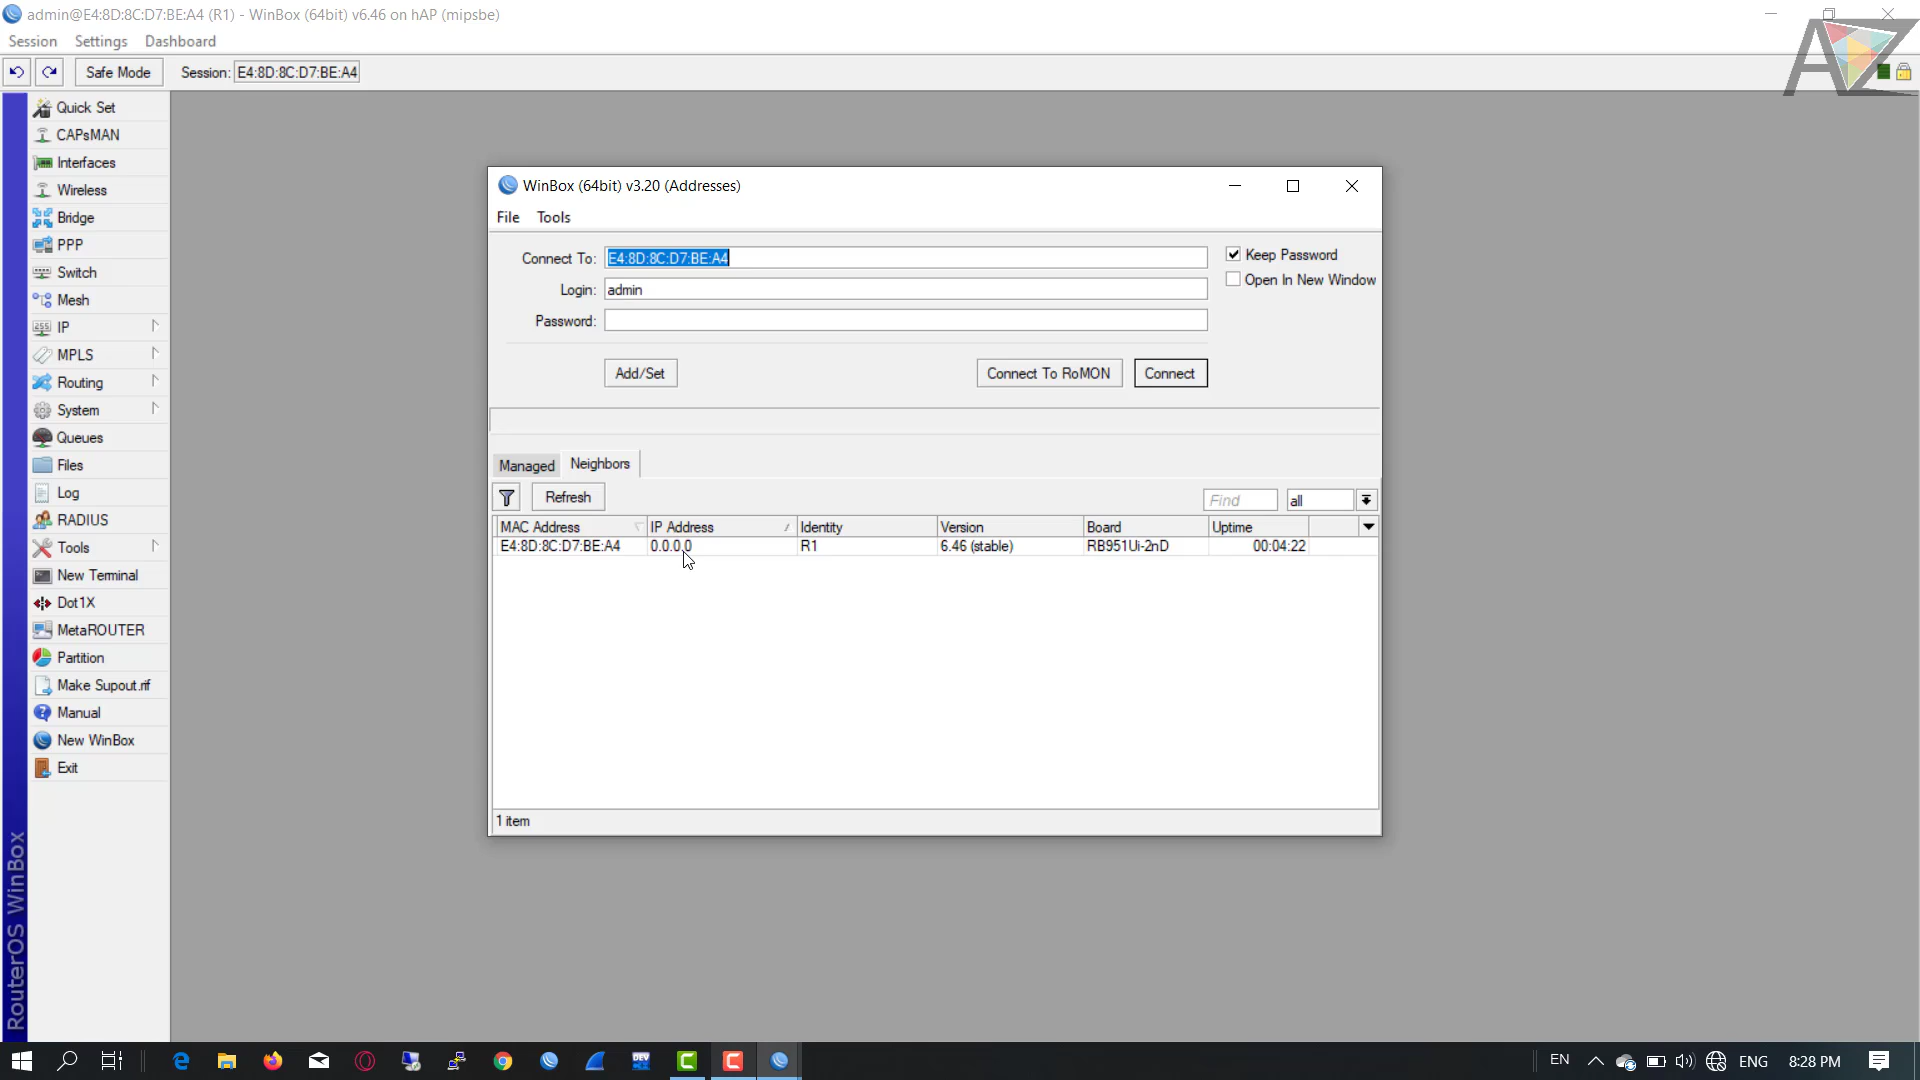 admin@E4:8D:8C:D7:BE:A4 (R1) - WinBox (64bit) v6.46 on hAP (mipsbe)
Session Settings Dashboard
Safe Mode Session: E4:8D:8C:D7:BE:A4
AZ
Quick Set
CAPsMAN
Interfaces
Wireless
Bridge
PPP
Switch
Mesh
IP
MPLS
Routing
System
Queues
Files
Log
RADIUS
Tools
New Terminal
Dot1X
MetaROUTER
Partition
Make Supout.rif
Manual
New WinBox
Exit
RouterOS WinBox
WinBox (64bit) v3.20 (Addresses)
File Tools
Connect To: E4:8D:8C:D7:BE:A4
Keep Password
Login: admin
Open In New Window
Password:
Add/Set Connect To RoMON Connect
Managed Neighbors
Refresh Find all
MAC Address IP Address Identity Version Board Uptime
E4:8D:8C:D7:BE:A4 0.0.0.0 R1 6.46 (stable) RB951Ui-2nD 00:04:22
1 item
EN ENG 8:28 PM